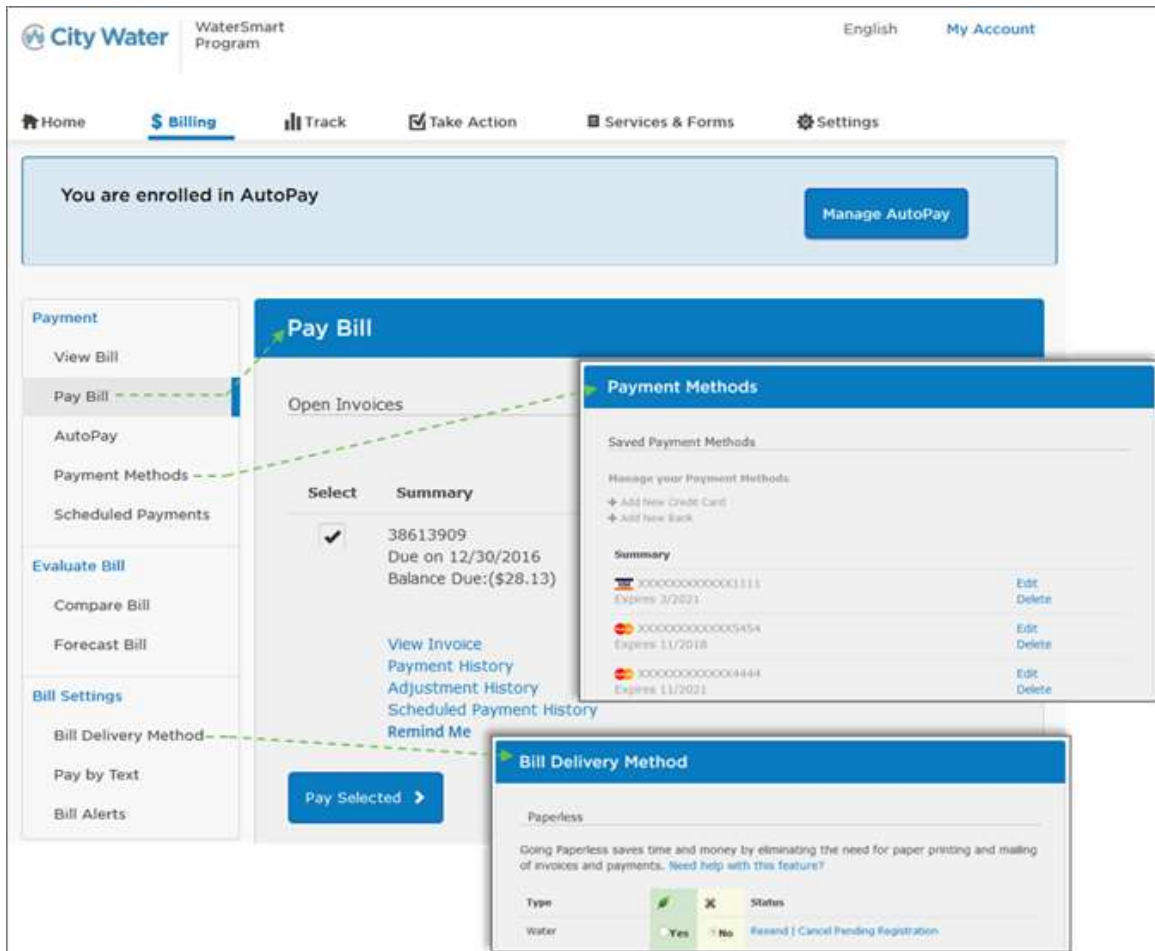 City Water
WaterSmart
Program
English
My Account
Home
$ Billing
Track
Take Action
Services & Forms
Settings
You are enrolled in AutoPay
Manage AutoPay
Payment
View Bill
Pay Bill
AutoPay
Payment Methods
Scheduled Payments
Evaluate Bill
Compare Bill
Forecast Bill
Bill Settings
Bill Delivery Method
Pay by Text
Bill Alerts
Pay Bill
Open Invoices
Select Summary
38613909
Due on 12/30/2016
Balance Due:($28.13)
View Invoice
Payment History
Adjustment History
Scheduled Payment History
Remind Me
Pay Selected
Payment Methods
Saved Payment Methods
Manage your Payment Methods
+ Add New Credit Card
+ Add New Bank
Summary
XXXXXXXXXXXX1111 Edit
Expires 3/2021 Delete
XXXXXXXXXXXX5454 Edit
Expires 11/2018 Delete
XXXXXXXXXXXX4444 Edit
Expires 11/2021 Delete
Bill Delivery Method
Paperless
Going Paperless saves time and money by eliminating the need for paper printing and mailing
of invoices and payments. Need help with this feature?
Type Status
Water Yes No Resend | Cancel Pending Registration